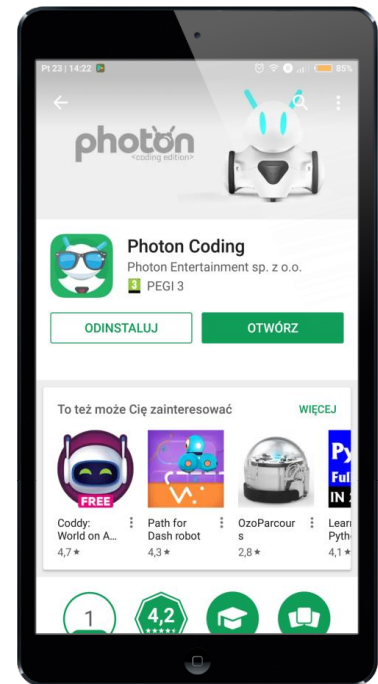 Pt 23 | 14:22
85%
photon
<coding edition>
Photon Coding
Photon Entertainment sp. z o.o.
3 PEGI 3
ODINSTALUJ
OTWÓRZ
To też może Cię zainteresować
WIĘCEJ
FREE
Py
Ful
IN
Coddy:
World on A...
4,7 ★
Path for
Dash robot
4,3 ★
OzoParcour
s
2,8 ★
Learn
Pyth
4,1 ★
1
4,2